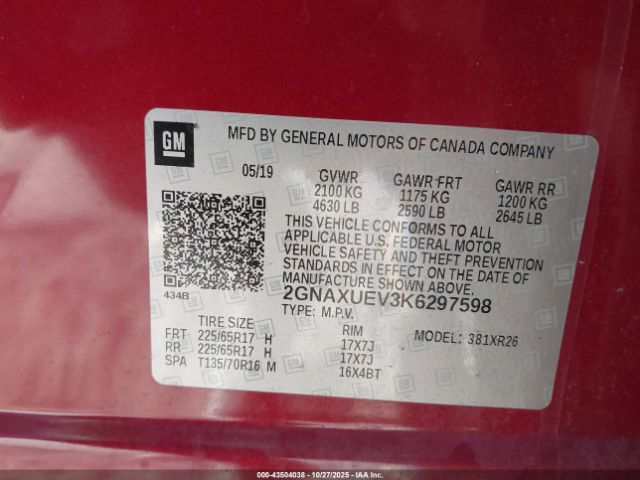 GM
MFD BY GENERAL MOTORS OF CANADA COMPANY
05/19 GVWR GAWR FRT GAWR RR
2100 KG 1175 KG 1200 KG
4630 LB 2590 LB 2645 LB
THIS VEHICLE CONFORMS TO ALL
APPLICABLE U.S. FEDERAL MOTOR
VEHICLE SAFETY AND THEFT PREVENTION
STANDARDS IN EFFECT ON THE DATE OF
MANUFACTURE SHOWN ABOVE.
434B
2GNAXUEV3K6297598
TYPE: M.P.V.
TIRE SIZE RIM MODEL: 381XR26
FRT 225/65R17 H 17X7J
RR 225/65R17 H 17X7J
SPA T135/70R16 M 16X4BT
000-43504038 - 10/27/2025 - IAAI.com